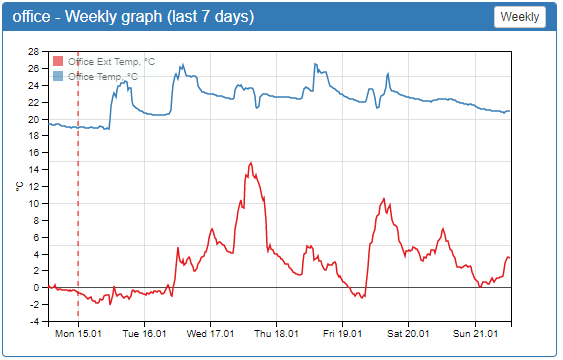 office - Weekly graph (last 7 days)
Weekly
Office Ext Temp, °C
Office Temp, °C
°C
28
26
24
22
20
18
16
14
12
10
8
6
4
2
0
-2
-4
Mon 15.01 Tue 16.01 Wed 17.01 Thu 18.01 Fri 19.01 Sat 20.01 Sun 21.01